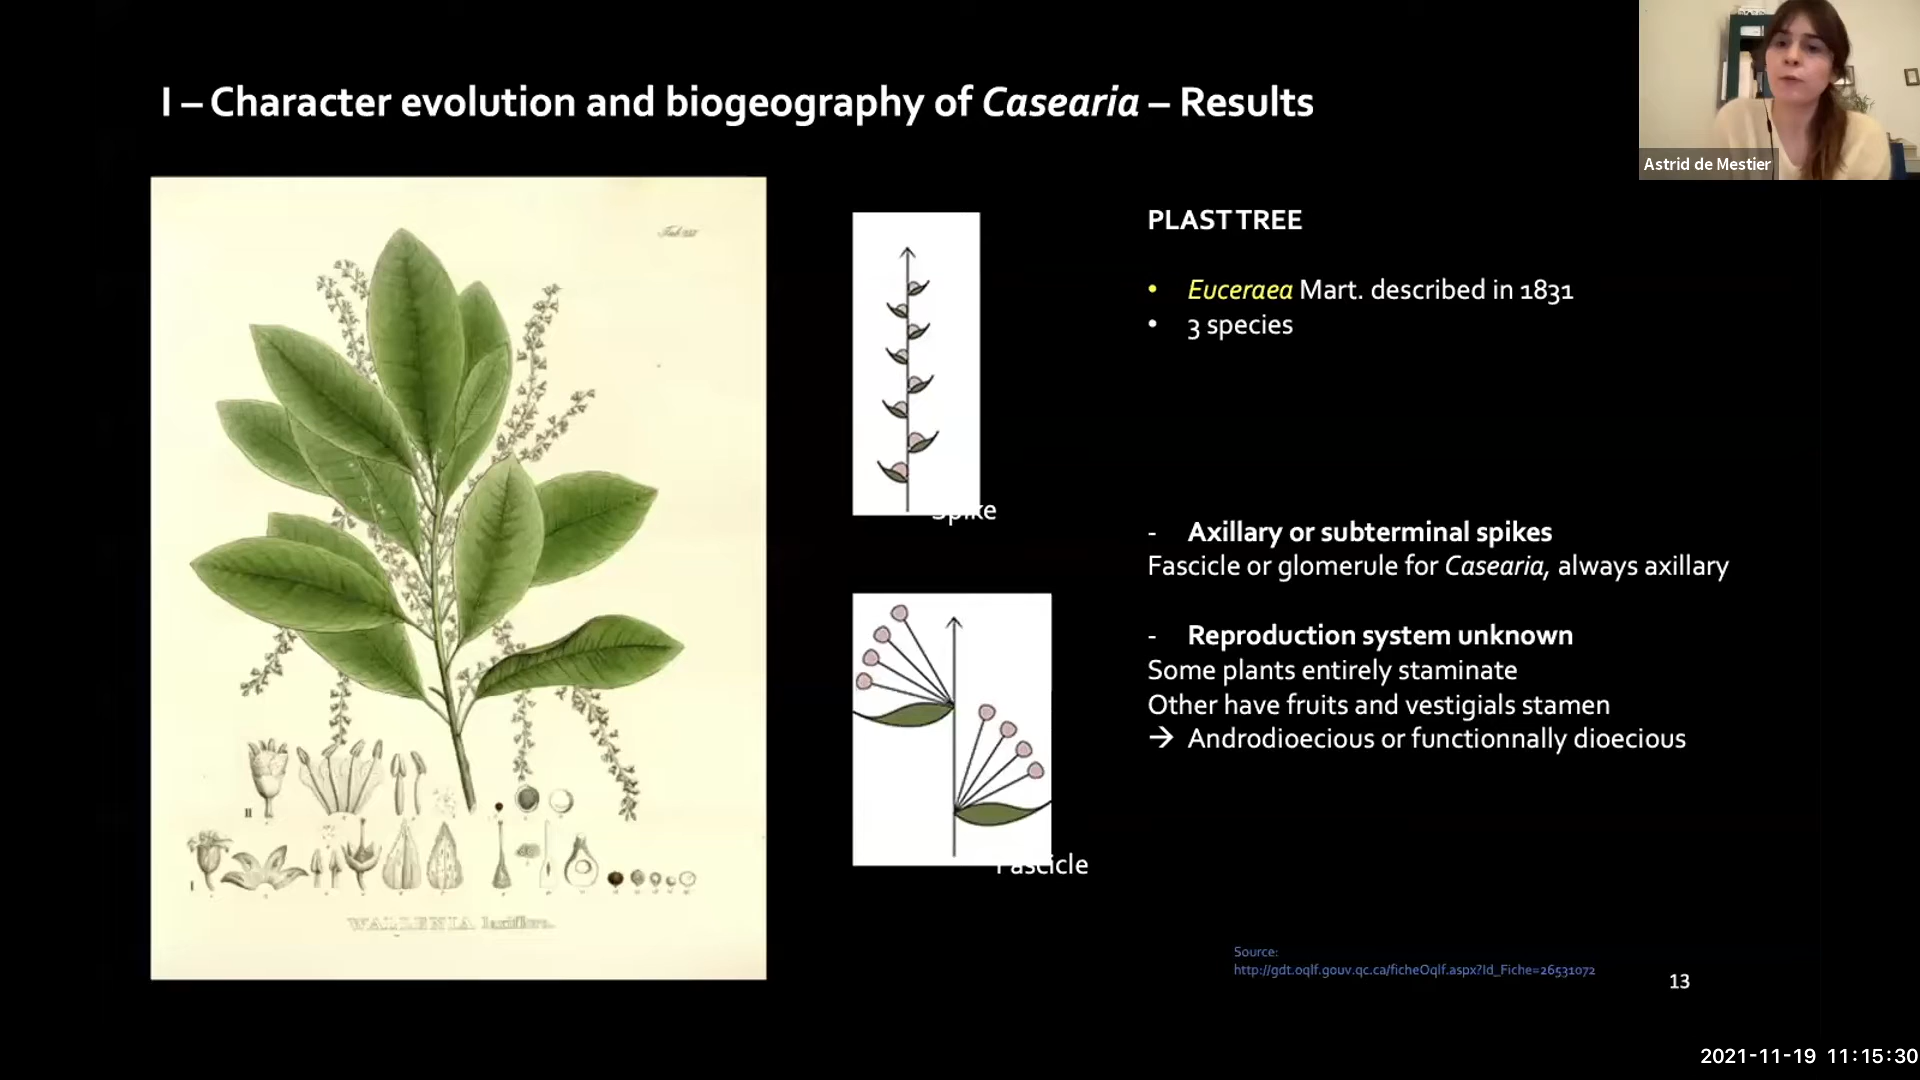 I – Character evolution and biogeography of Casearia – Results
Astrid de Mestier
PLAST TREE
• Euceraea Mart. described in 1831
• 3 species
Spike
- Axillary or subterminal spikes
Fascicle or glomerule for Casearia, always axillary
- Reproduction system unknown
Some plants entirely staminate
Other have fruits and vestigials stamen
→ Androdioecious or functionnally dioecious
Fascicle
WALLENIA laxiflora.
II
I
Source:
http://gdt.oqlf.gouv.qc.ca/ficheOqlf.aspx?Id_Fiche=26531072
13
2021-11-19 11:15:30